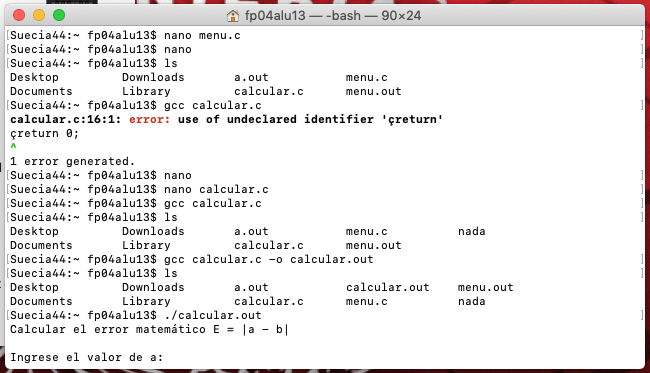 fp04alu13 — -bash — 90×24
[Suecia44:~ fp04alu13$ nano menu.c ]
[Suecia44:~ fp04alu13$ nano ]
[Suecia44:~ fp04alu13$ ls ]
Desktop Downloads a.out menu.c
Documents Library calcular.c menu.out
[Suecia44:~ fp04alu13$ gcc calcular.c ]
calcular.c:16:1: error: use of undeclared identifier 'çreturn'
çreturn 0;
^
1 error generated.
[Suecia44:~ fp04alu13$ nano ]
[Suecia44:~ fp04alu13$ nano calcular.c ]
[Suecia44:~ fp04alu13$ gcc calcular.c ]
[Suecia44:~ fp04alu13$ ls ]
Desktop Downloads a.out menu.c nada
Documents Library calcular.c menu.out
[Suecia44:~ fp04alu13$ gcc calcular.c -o calcular.out ]
[Suecia44:~ fp04alu13$ ls ]
Desktop Downloads a.out calcular.out menu.out
Documents Library calcular.c menu.c nada
[Suecia44:~ fp04alu13$ ./calcular.out ]
Calcular el error matemático E = |a - b|
Ingrese el valor de a: